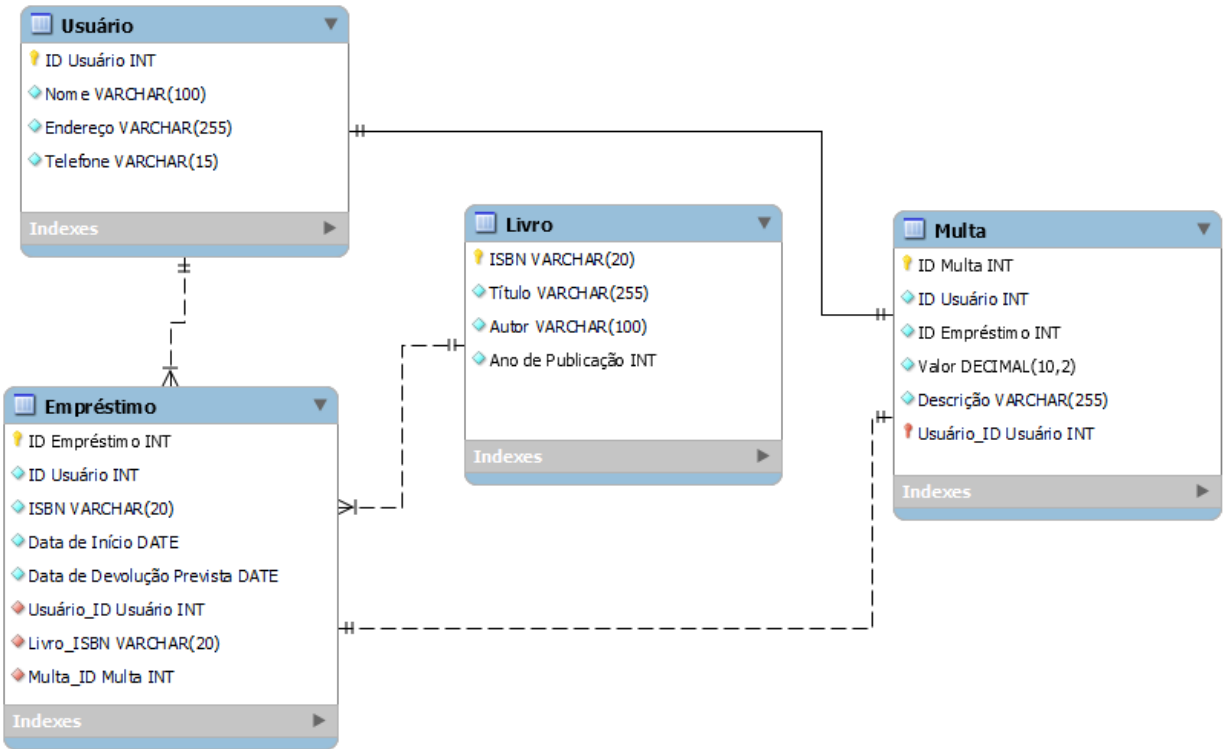 Usuário
ID Usuário INT
Nome VARCHAR(100)
Endereço VARCHAR(255)
Telefone VARCHAR(15)
Indexes
Livro
ISBN VARCHAR(20)
Título VARCHAR(255)
Autor VARCHAR(100)
Ano de Publicação INT
Indexes
Multa
ID Multa INT
ID Usuário INT
ID Empréstimo INT
Valor DECIMAL(10,2)
Descrição VARCHAR(255)
Usuário_ID Usuário INT
Indexes
Empréstimo
ID Empréstimo INT
ID Usuário INT
ISBN VARCHAR(20)
Data de Início DATE
Data de Devolução Prevista DATE
Usuário_ID Usuário INT
Livro_ISBN VARCHAR(20)
Multa_ID Multa INT
Indexes